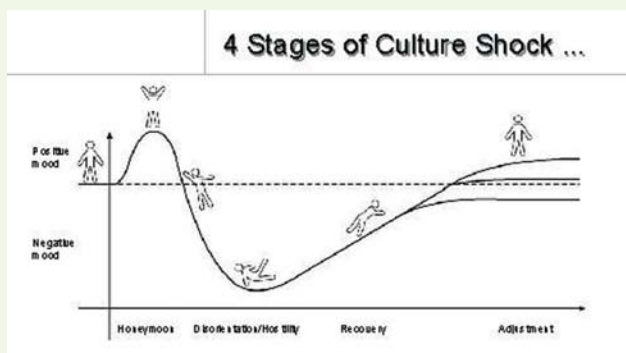 4 Stages of Culture Shock ...
Positive
mood
Negative
mood
Honeymoon Disorientation/Hostility Recovery Adjustment